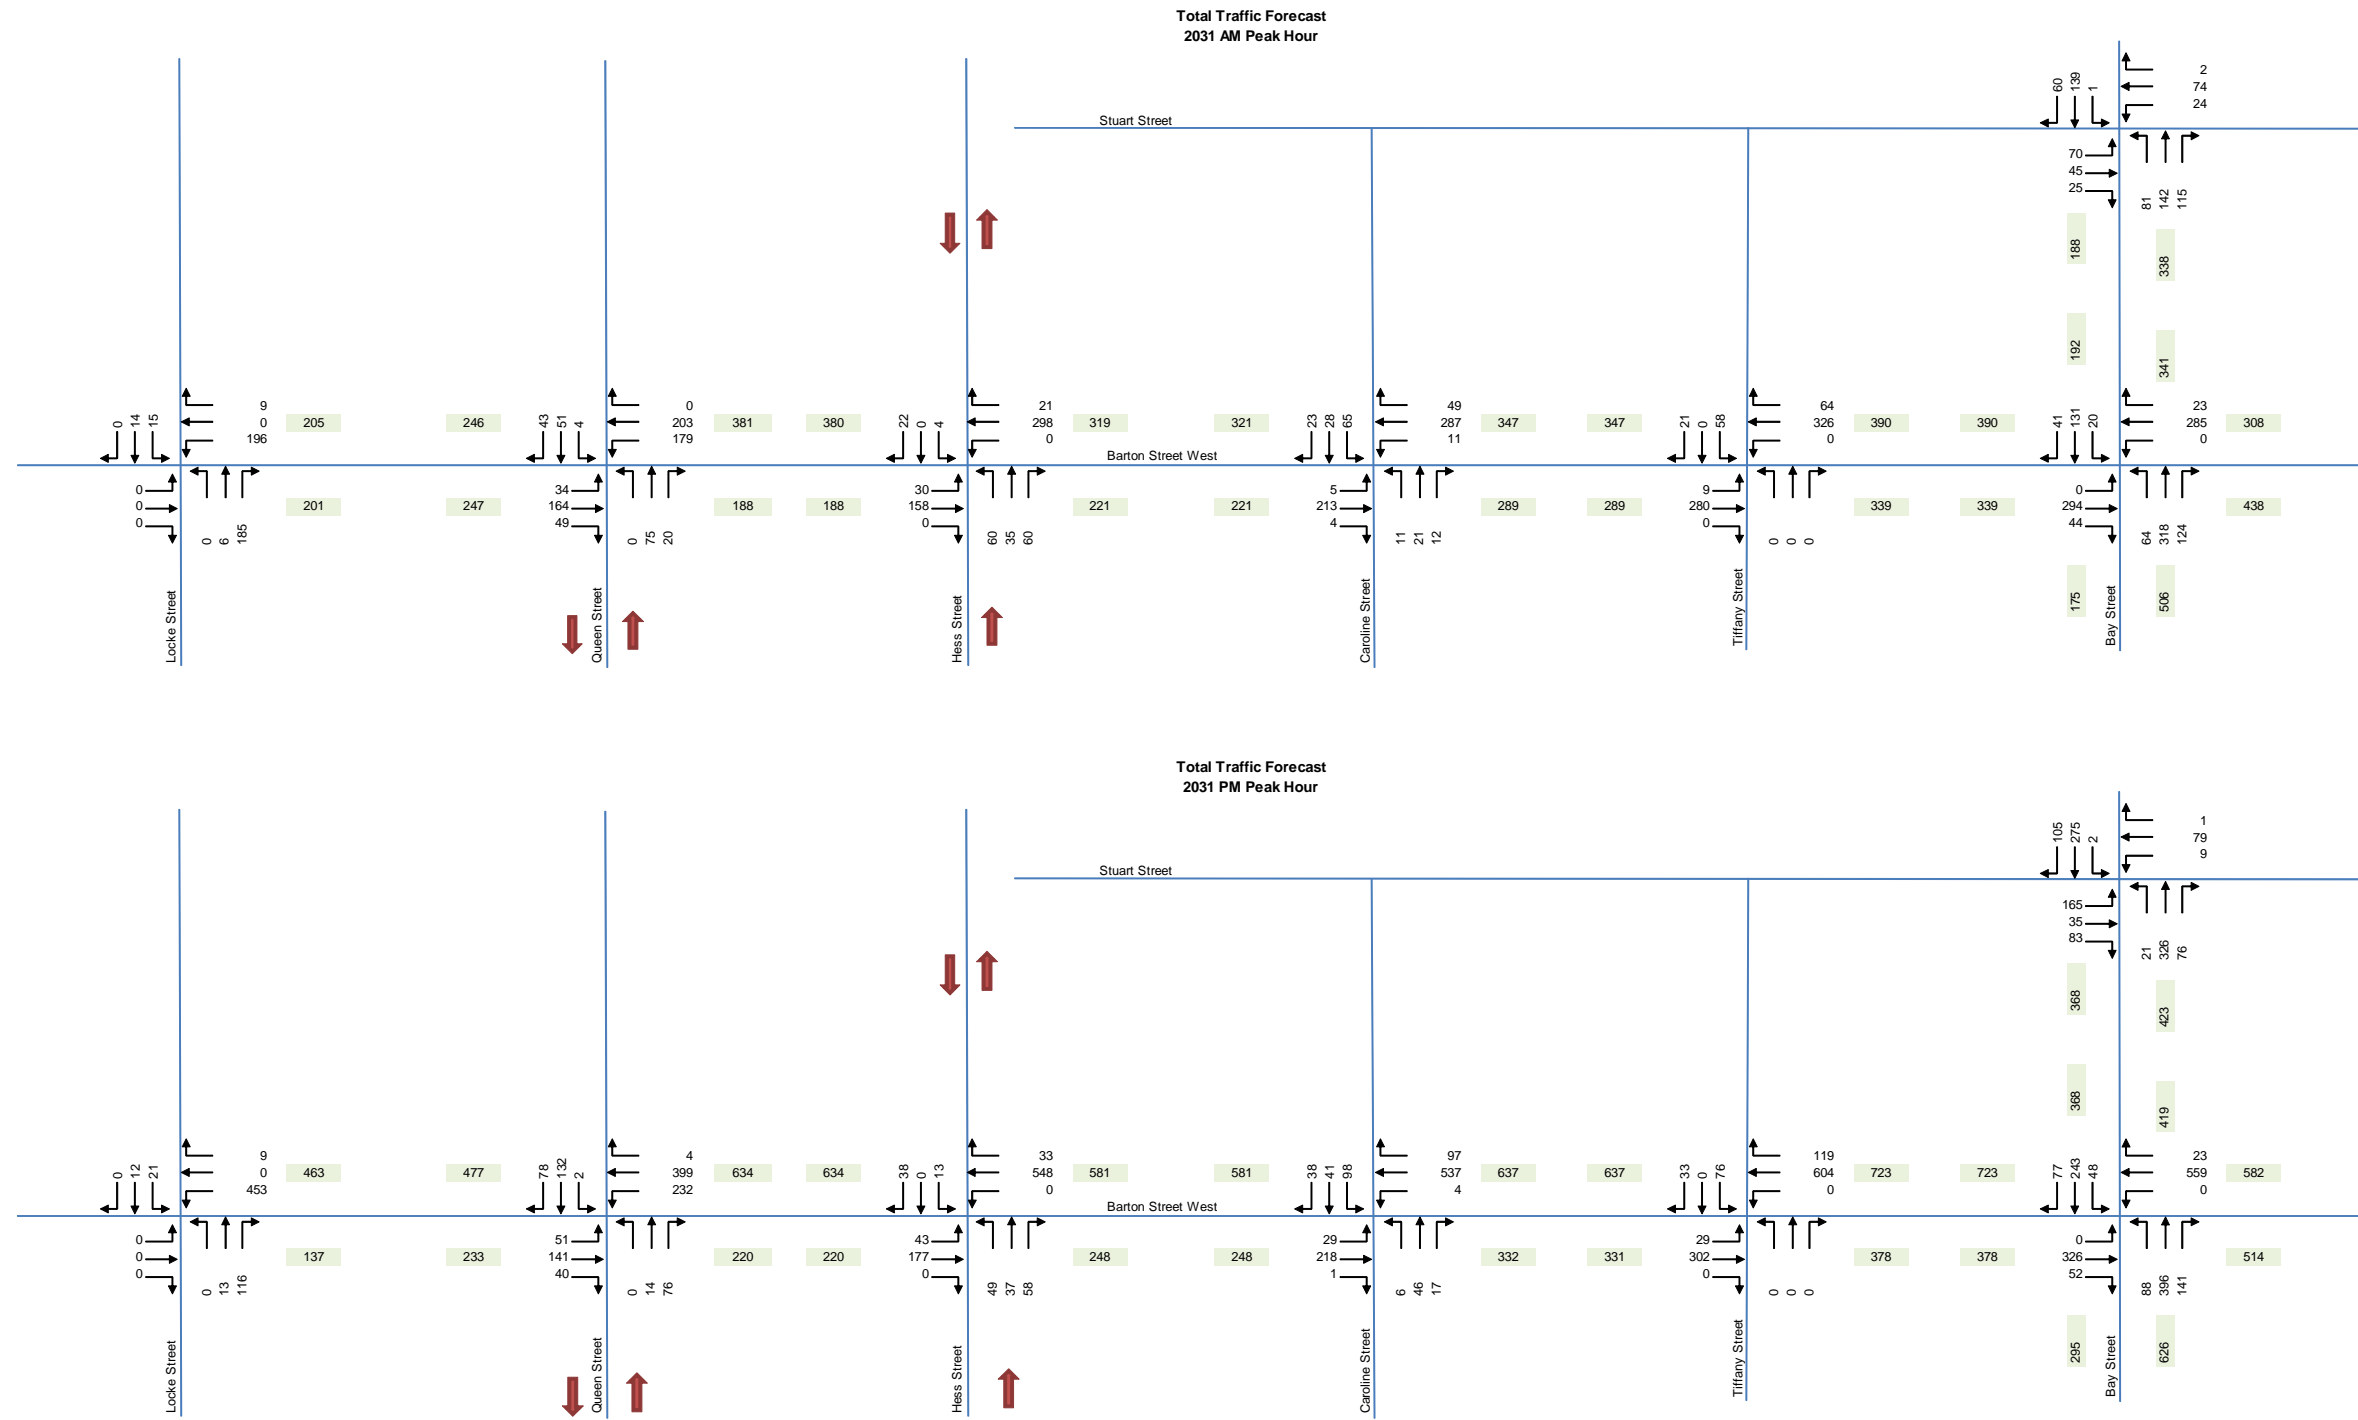 Total Traffic Forecast
2031 AM Peak Hour
60 139 1
2
74
24
Stuart Street
70
45
25
81 142 115
188
338
192
341
0 14 15
9
0
196
205
246
43 51 4
0
203
179
381
380
22 0 4
21
298
0
319
321
23 28 65
49
287
11
347
347
21 0 58
64
326
0
390
390
41 131 20
23
285
0
308
Barton Street West
0
0
0
0 6 185
201
247
34
164
49
0 75 20
188
188
30
158
0
60 35 60
221
221
5
213
4
11 21 12
289
289
9
280
0
0 0 0
339
339
0
294
44
64 318 124
438
175
506
Locke Street
Queen Street
Hess Street
Caroline Street
Tiffany Street
Bay Street
Total Traffic Forecast
2031 PM Peak Hour
105 275 2
1
79
9
Stuart Street
165
35
83
21 326 76
368
423
368
419
0 12 21
9
0
453
463
477
78 132 2
4
399
232
634
634
38 0 13
33
548
0
581
581
38 41 98
97
537
4
637
637
33 0 76
119
604
0
723
723
77 243 48
23
559
0
582
Barton Street West
0
0
0
0 13 116
137
233
51
141
40
0 14 76
220
220
43
177
0
49 37 58
248
248
29
218
1
6 46 17
332
331
29
302
0
0 0 0
378
378
0
326
52
88 396 141
514
295
626
Locke Street
Queen Street
Hess Street
Caroline Street
Tiffany Street
Bay Street